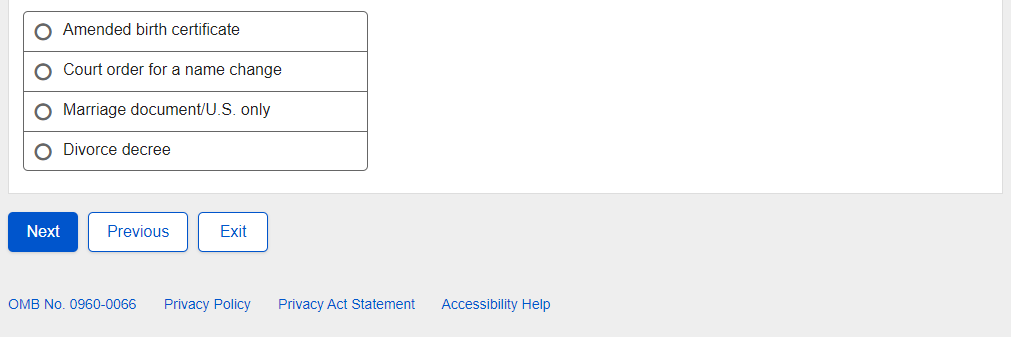 Amended birth certificate
Court order for a name change
Marriage document/U.S. only
Divorce decree
Next Previous Exit
OMB No. 0960-0066 Privacy Policy Privacy Act Statement Accessibility Help